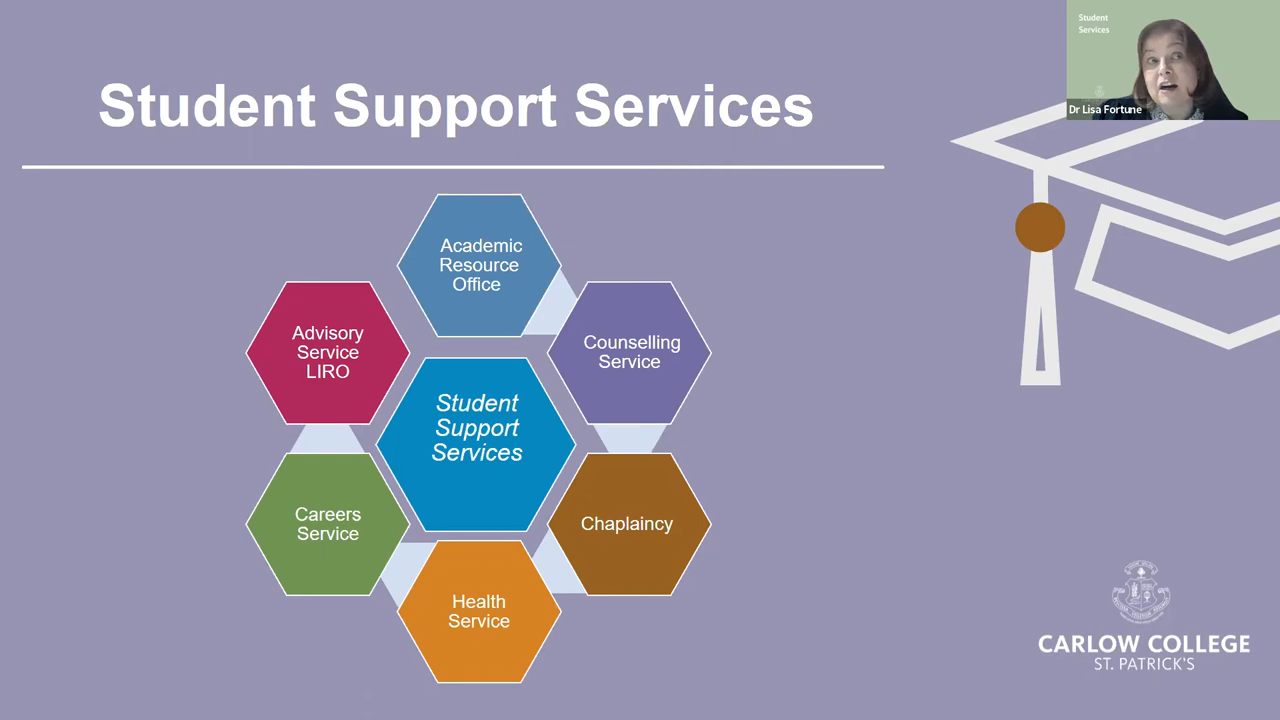 Student
Services
Dr Lisa Fortune
Student Support Services
Academic
Resource
Office
Counselling
Service
Chaplaincy
Health
Service
Careers
Service
Advisory
Service
LIRO
Student
Support
Services
CARLOW COLLEGE
ST. PATRICK'S